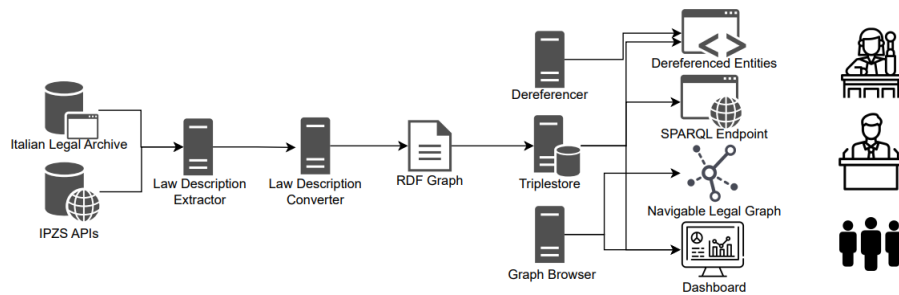 Italian Legal Archive
IPZS APIs
Law Description
Extractor
Law Description
Converter
RDF Graph
Dereferencer
Triplestore
Graph Browser
Dereferenced Entities
SPARQL Endpoint
Navigable Legal Graph
Dashboard